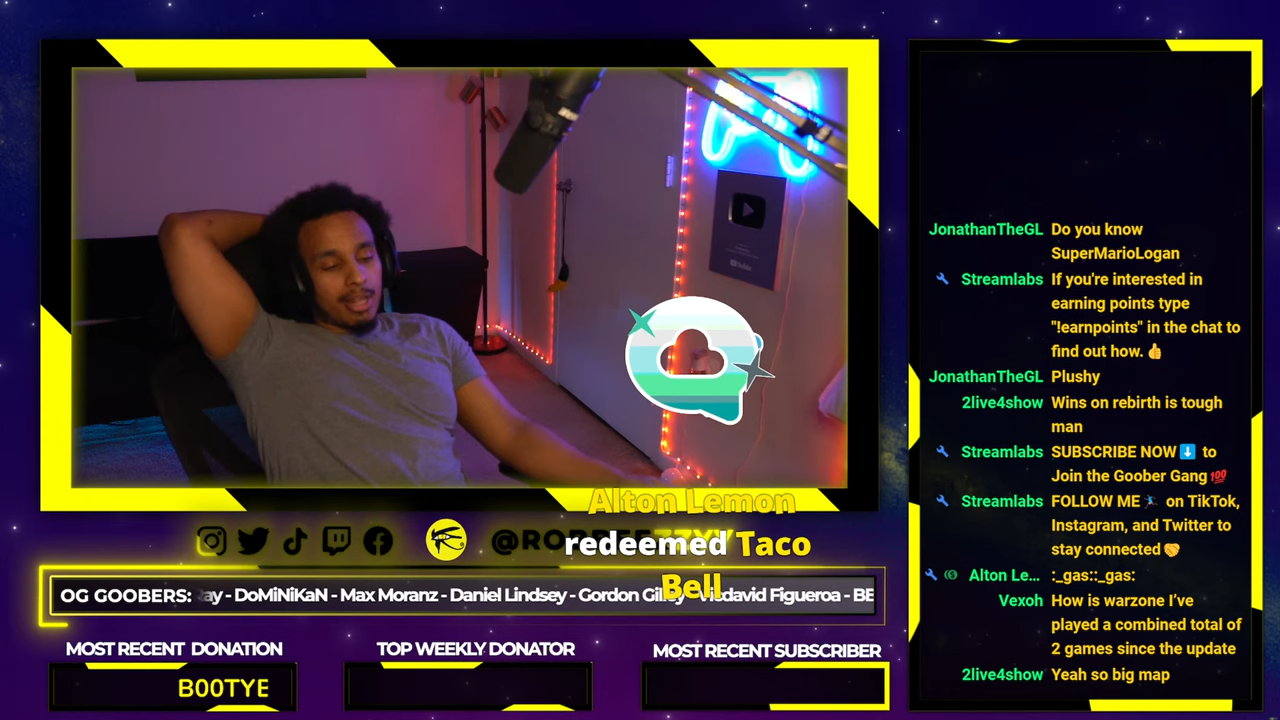 JonathanTheGL Do you know
SuperMarioLogan
Streamlabs If you're interested in
earning points type
"!earnpoints" in the chat to
find out how. 👍
JonathanTheGL Plushy
2live4show Wins on rebirth is tough
man
Streamlabs SUBSCRIBE NOW⬇️ to
Join the Goober Gang💯
Streamlabs FOLLOW ME🏃 on TikTok,
Instagram, and Twitter to
stay connected🤝
Alton Le... :_gas::_gas:
Vexoh How is warzone I've
played a combined total of
2 games since the update
2live4show Yeah so big map
Alton Lemon
redeemed Taco
Bell
OG GOOBERS: ay - DoMiNiKaN - Max Moranz - Daniel Lindsey - Gordon Figueroa - BE
MOST RECENT DONATION
B00TYE
TOP WEEKLY DONATOR
MOST RECENT SUBSCRIBER